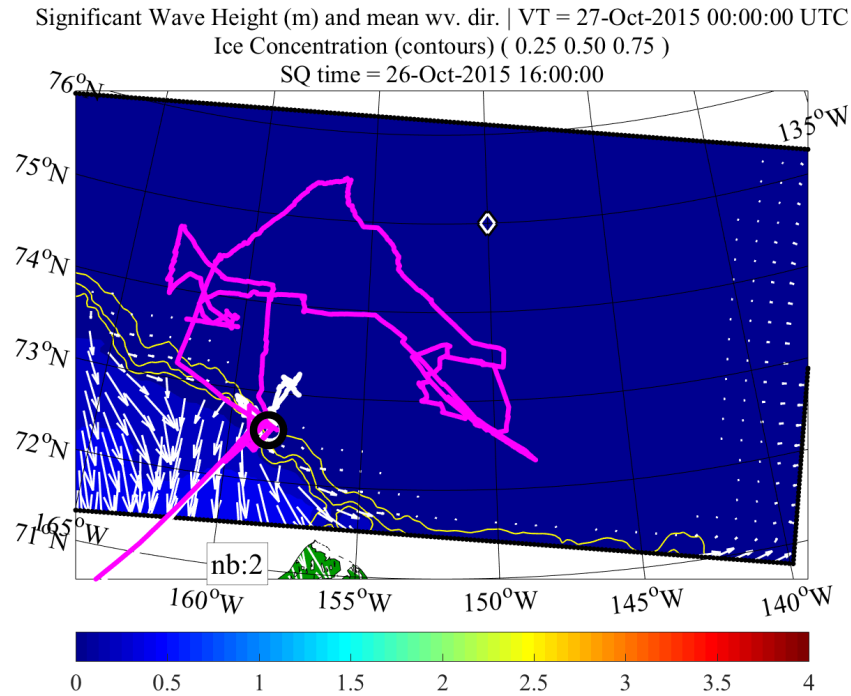 Significant Wave Height (m) and mean wv. dir. | VT = 27-Oct-2015 00:00:00 UTC
Ice Concentration (contours) ( 0.25 0.50 0.75 )
SQ time = 26-Oct-2015 16:00:00
76°N
135°W
75°N
74°N
73°N
72°N
71°N
165°W
nb:2
160°W 155°W 150°W 145°W 140°W
0 0.5 1 1.5 2 2.5 3 3.5 4